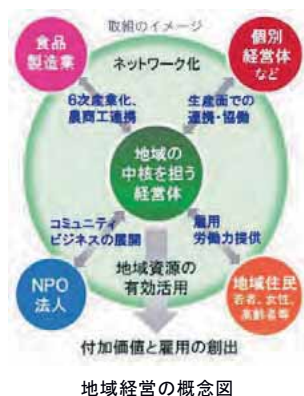 取組のイメージ
食品
製造業
ネットワーク化
個別
経営体
など
6次産業化、
農商工連携
生産面での
連携・協働
地域の
中核を担う
経営体
コミュニティ
ビジネスの展開
雇用
労働力提供
NPO
法人
地域資源の
有効活用
地域住民
若者、女性、
高齢者等
付加価値と雇用の創出
地域経営の概念図